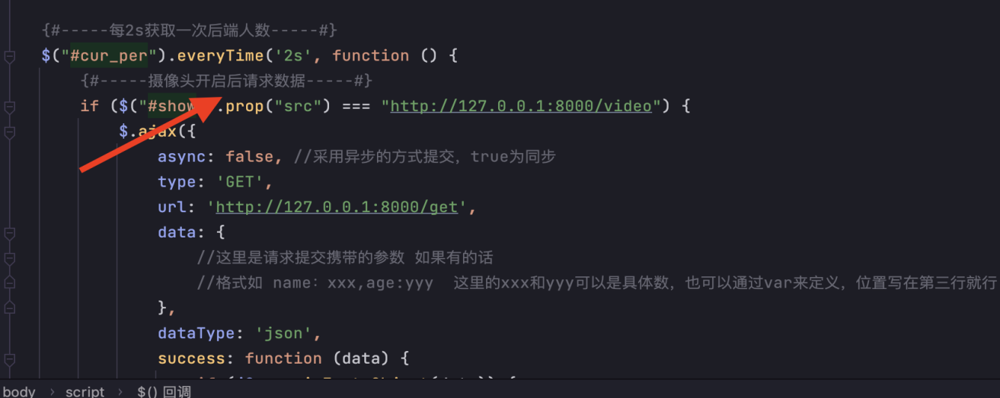 {#-----每2s获取一次后端人数-----#}
$("#cur_per").everyTime('2s', function () {
{#-----摄像头开启后请求数据-----#}
if ($("#show .prop("src") === "http://127.0.0.1:8000/video") {
$.ajax({
async: false, //采用异步的方式提交，true为同步
type: 'GET',
url: 'http://127.0.0.1:8000/get',
data: {
//这里是请求提交携带的参数 如果有的话
//格式如 name：xxx,age:yyy  这里的xxx和yyy可以是具体数，也可以通过var来定义，位置写在第三行就行
},
dataType: 'json',
success: function (data) {
body › script › $() 回调